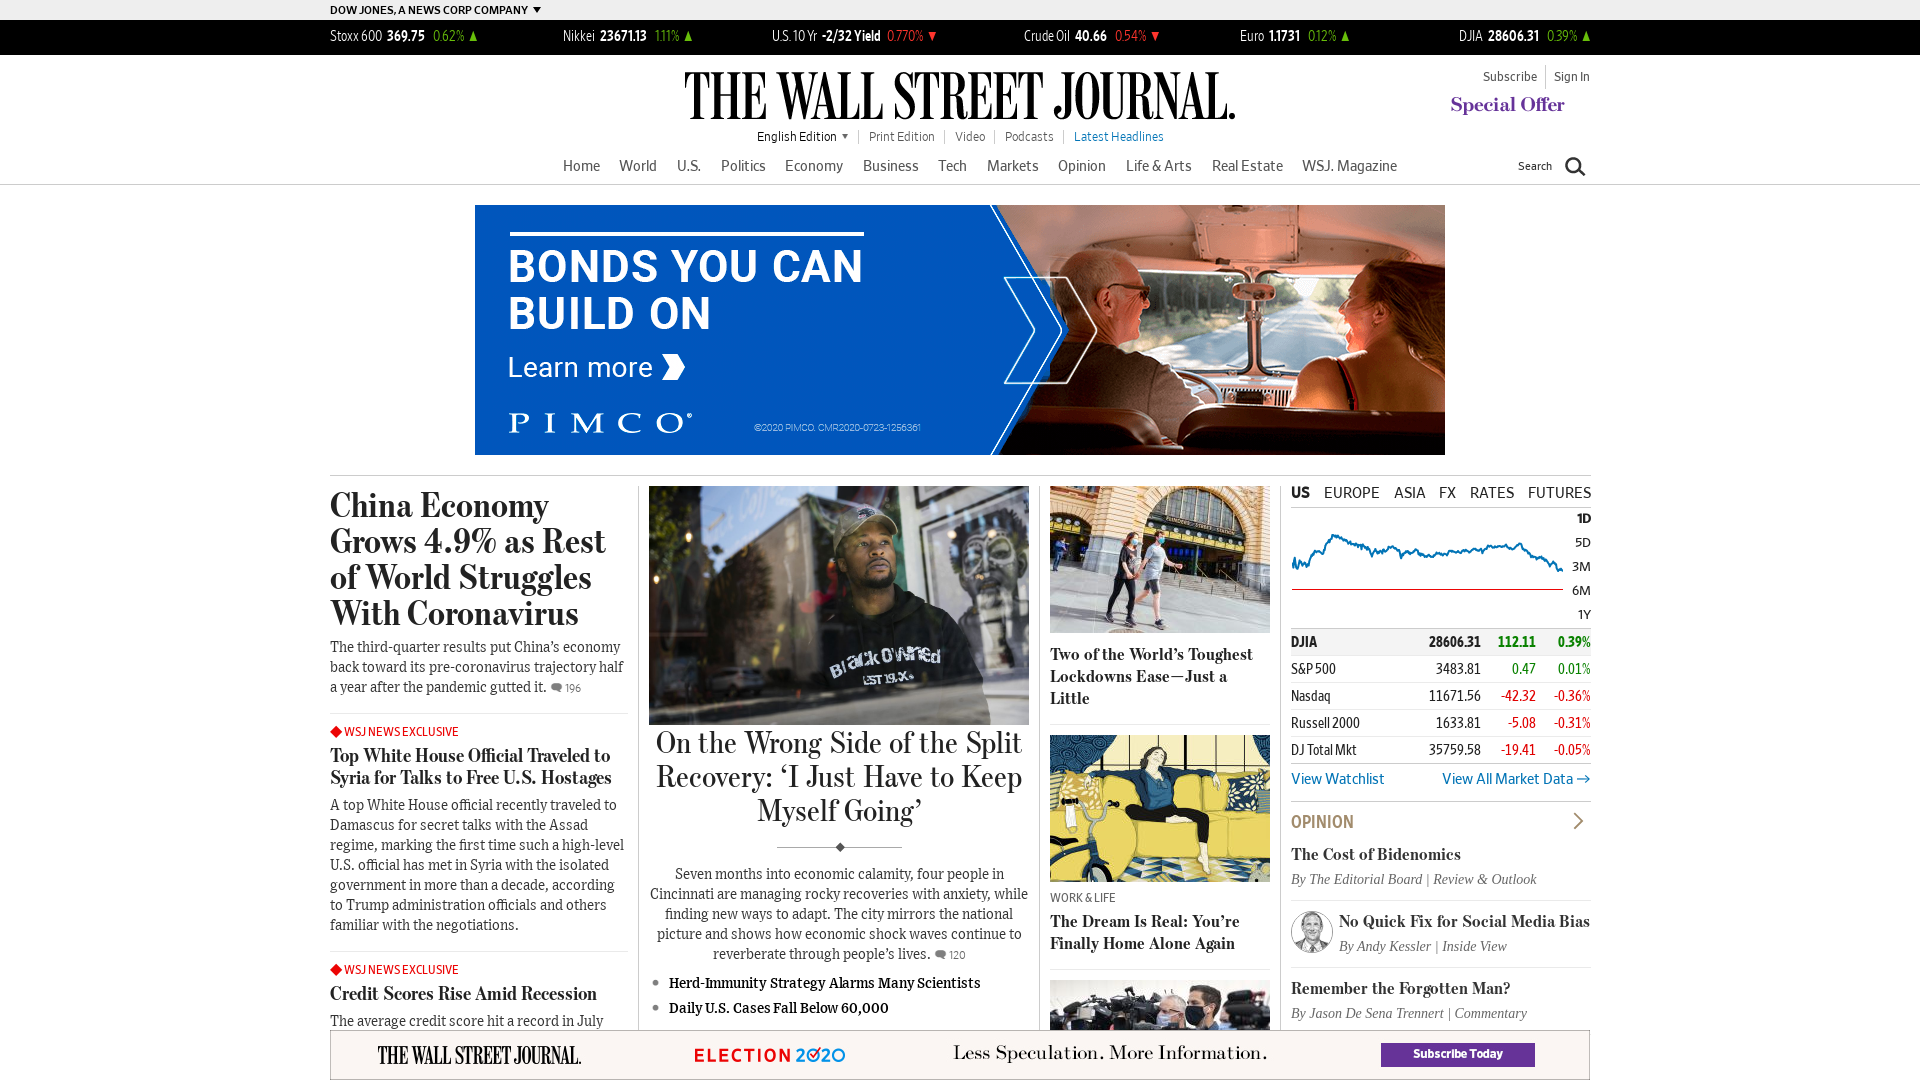 DOW JONES, A NEWS CORP COMPANY
Stoxx 600 369.75 0.62% ▲
Nikkei 23671.13 1.11% ▲
U.S. 10 Yr -2/32 Yield 0.770% ▼
Crude Oil 40.66 0.54% ▼
Euro 1.1731 0.12% ▲
DJIA 28606.31 0.39% ▲
THE WALL STREET JOURNAL.
Subscribe
Sign In
Special Offer
English Edition
Print Edition
Video
Podcasts
Latest Headlines
Home World U.S. Politics Economy Business Tech Markets Opinion Life & Arts Real Estate WSJ. Magazine
Search
BONDS YOU CAN
BUILD ON
Learn more
PIMCO®
©2020 PIMCO. CMR2020-0723-1256361
China Economy
Grows 4.9% as Rest
of World Struggles
With Coronavirus
The third-quarter results put China’s economy
back toward its pre-coronavirus trajectory half
a year after the pandemic gutted it. 196
WSJ NEWS EXCLUSIVE
Top White House Official Traveled to
Syria for Talks to Free U.S. Hostages
A top White House official recently traveled to
Damascus for secret talks with the Assad
regime, marking the first time such a high-level
U.S. official has met in Syria with the isolated
government in more than a decade, according
to Trump administration officials and others
familiar with the negotiations.
WSJ NEWS EXCLUSIVE
Credit Scores Rise Amid Recession
The average credit score hit a record in July
BLACK OWNED
EST 19.X.
On the Wrong Side of the Split
Recovery: ‘I Just Have to Keep
Myself Going’
Seven months into economic calamity, four people in
Cincinnati are managing rocky recoveries with anxiety, while
finding new ways to adapt. The city mirrors the national
picture and shows how economic shock waves continue to
reverberate through people’s lives. 120
Herd-Immunity Strategy Alarms Many Scientists
Daily U.S. Cases Fall Below 60,000
FLINDERS STREET STATION
Two of the World’s Toughest
Lockdowns Ease—Just a
Little
WORK & LIFE
The Dream Is Real: You’re
Finally Home Alone Again
US EUROPE ASIA FX RATES FUTURES
1D
5D
3M
6M
1Y
DJIA 28606.31 112.11 0.39%
S&P 500 3483.81 0.47 0.01%
Nasdaq 11671.56 -42.32 -0.36%
Russell 2000 1633.81 -5.08 -0.31%
DJ Total Mkt 35759.58 -19.41 -0.05%
View Watchlist
View All Market Data →
OPINION
The Cost of Bidenomics
By The Editorial Board | Review & Outlook
No Quick Fix for Social Media Bias
By Andy Kessler | Inside View
Remember the Forgotten Man?
By Jason De Sena Trennert | Commentary
THE WALL STREET JOURNAL.
ELECTION 2020
Less Speculation. More Information.
Subscribe Today